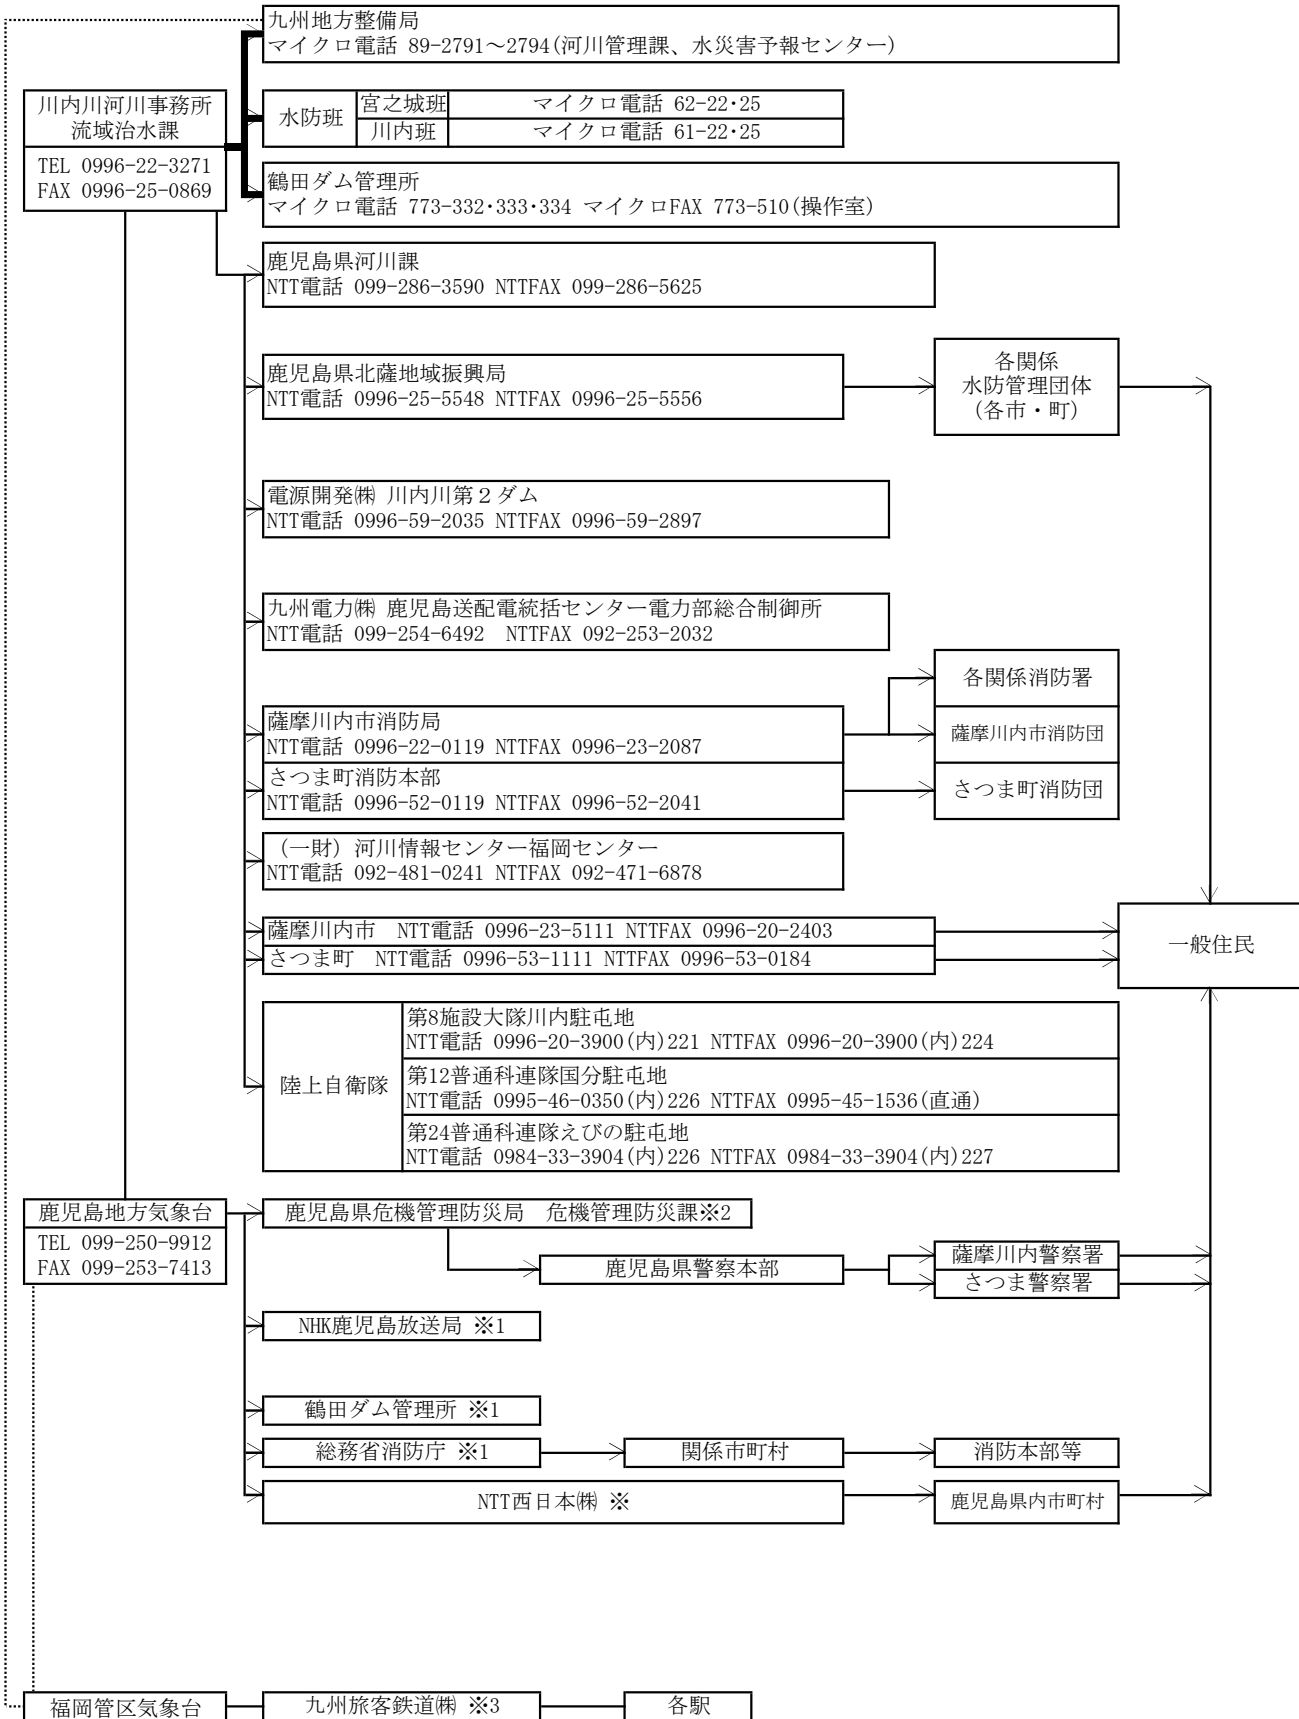 九州地方整備局
マイクロ電話 89-2791～2794(河川管理課、水災害予報センター)
川内川河川事務所
流域治水課
TEL 0996-22-3271
FAX 0996-25-0869
水防班
宮之城班
マイクロ電話 62-22･25
川内班
マイクロ電話 61-22･25
鶴田ダム管理所
マイクロ電話 773-332･333･334 マイクロFAX 773-510(操作室)
鹿児島県河川課
NTT電話 099-286-3590 NTTFAX 099-286-5625
鹿児島県北薩地域振興局
NTT電話 0996-25-5548 NTTFAX 0996-25-5556
各関係
水防管理団体
(各市・町)
電源開発㈱ 川内川第２ダム
NTT電話 0996-59-2035 NTTFAX 0996-59-2897
九州電力㈱ 鹿児島送配電統括センター電力部総合制御所
NTT電話 099-254-6492　NTTFAX 092-253-2032
各関係消防署
薩摩川内市消防局
NTT電話 0996-22-0119 NTTFAX 0996-23-2087
薩摩川内市消防団
さつま町消防本部
NTT電話 0996-52-0119 NTTFAX 0996-52-2041
さつま町消防団
（一財）河川情報センター福岡センター
NTT電話 092-481-0241 NTTFAX 092-471-6878
薩摩川内市　NTT電話 0996-23-5111 NTTFAX 0996-20-2403
さつま町　NTT電話 0996-53-1111 NTTFAX 0996-53-0184
一般住民
陸上自衛隊
第8施設大隊川内駐屯地
NTT電話 0996-20-3900(内)221 NTTFAX 0996-20-3900(内)224
第12普通科連隊国分駐屯地
NTT電話 0995-46-0350(内)226 NTTFAX 0995-45-1536(直通)
第24普通科連隊えびの駐屯地
NTT電話 0984-33-3904(内)226 NTTFAX 0984-33-3904(内)227
鹿児島地方気象台
TEL 099-250-9912
FAX 099-253-7413
鹿児島県危機管理防災局　危機管理防災課※2
鹿児島県警察本部
薩摩川内警察署
さつま警察署
NHK鹿児島放送局 ※1
鶴田ダム管理所 ※1
総務省消防庁 ※1
関係市町村
消防本部等
NTT西日本㈱ ※
鹿児島県内市町村
福岡管区気象台
九州旅客鉄道㈱ ※3
各駅